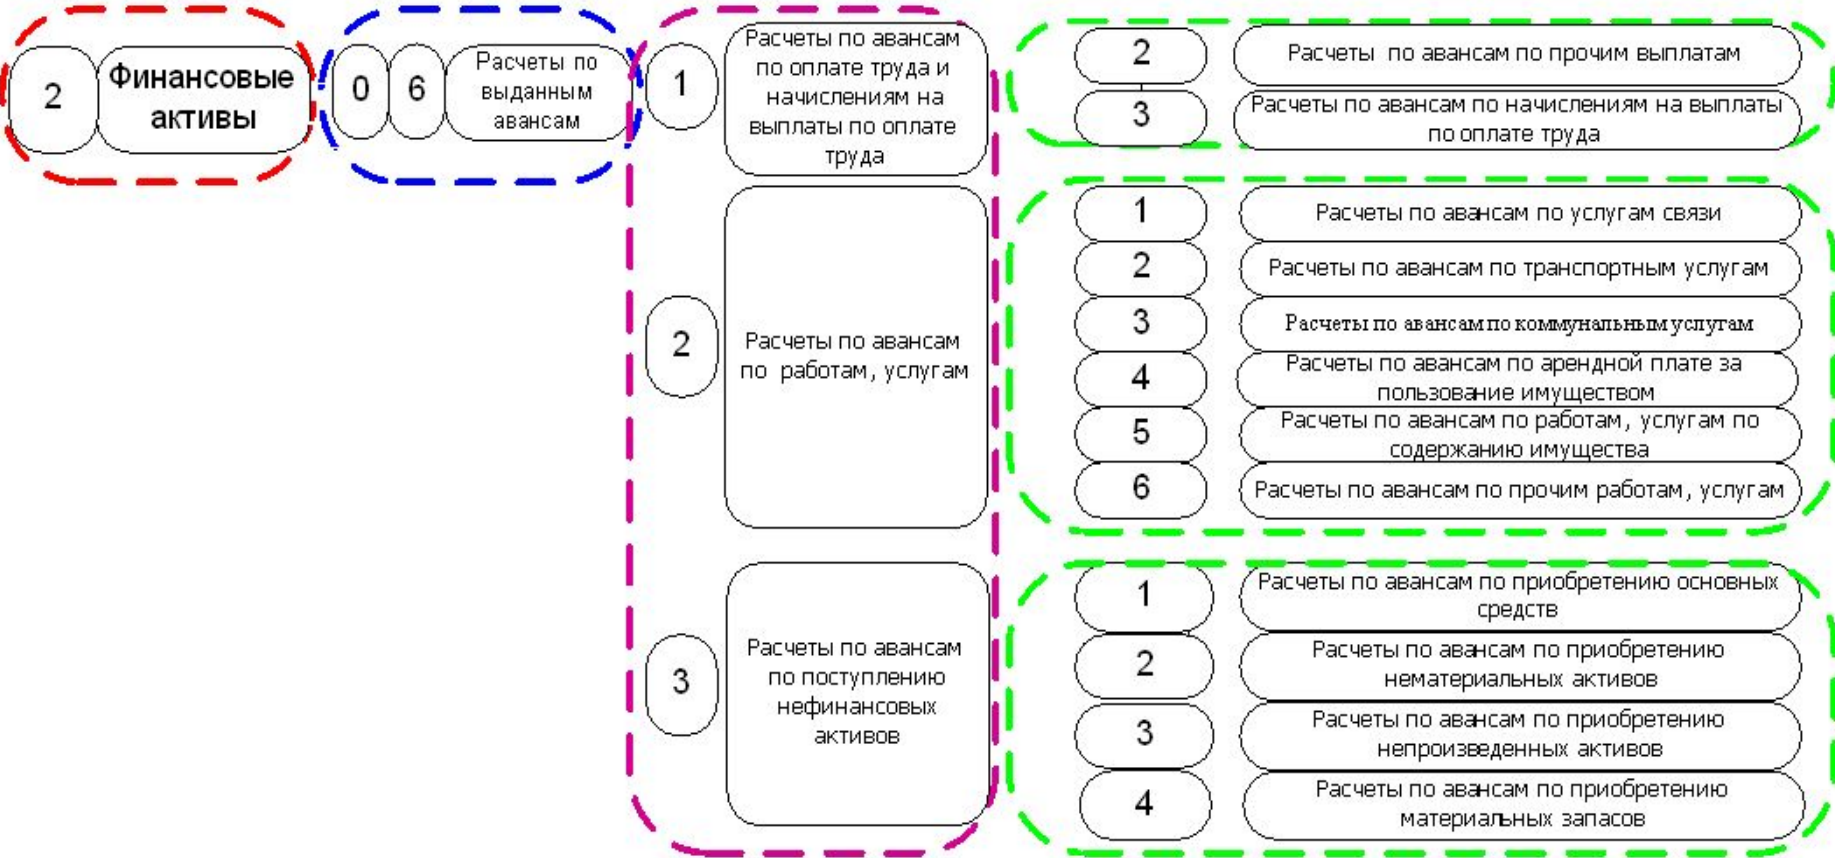 2
Финансовые
активы
0
6
Расчеты по
выданным
авансам
1
Расчеты по авансам
по оплате труда и
начислениям на
выплаты по оплате
труда
2
Расчеты по авансам по прочим выплатам
3
Расчеты по авансам по начислениям на выплаты
по оплате труда
2
Расчеты по авансам
по работам, услугам
1
Расчеты по авансам по услугам связи
2
Расчеты по авансам по транспортным услугам
3
Расчеты по авансам по коммунальным услугам
4
Расчеты по авансам по арендной плате за
пользование имуществом
5
Расчеты по авансам по работам, услугам по
содержанию имущества
6
Расчеты по авансам по прочим работам, услугам
3
Расчеты по авансам
по поступлению
нефинансовых
активов
1
Расчеты по авансам по приобретению основных
средств
2
Расчеты по авансам по приобретению
нематериальных активов
3
Расчеты по авансам по приобретению
непроизведенных активов
4
Расчеты по авансам по приобретению
материальных запасов